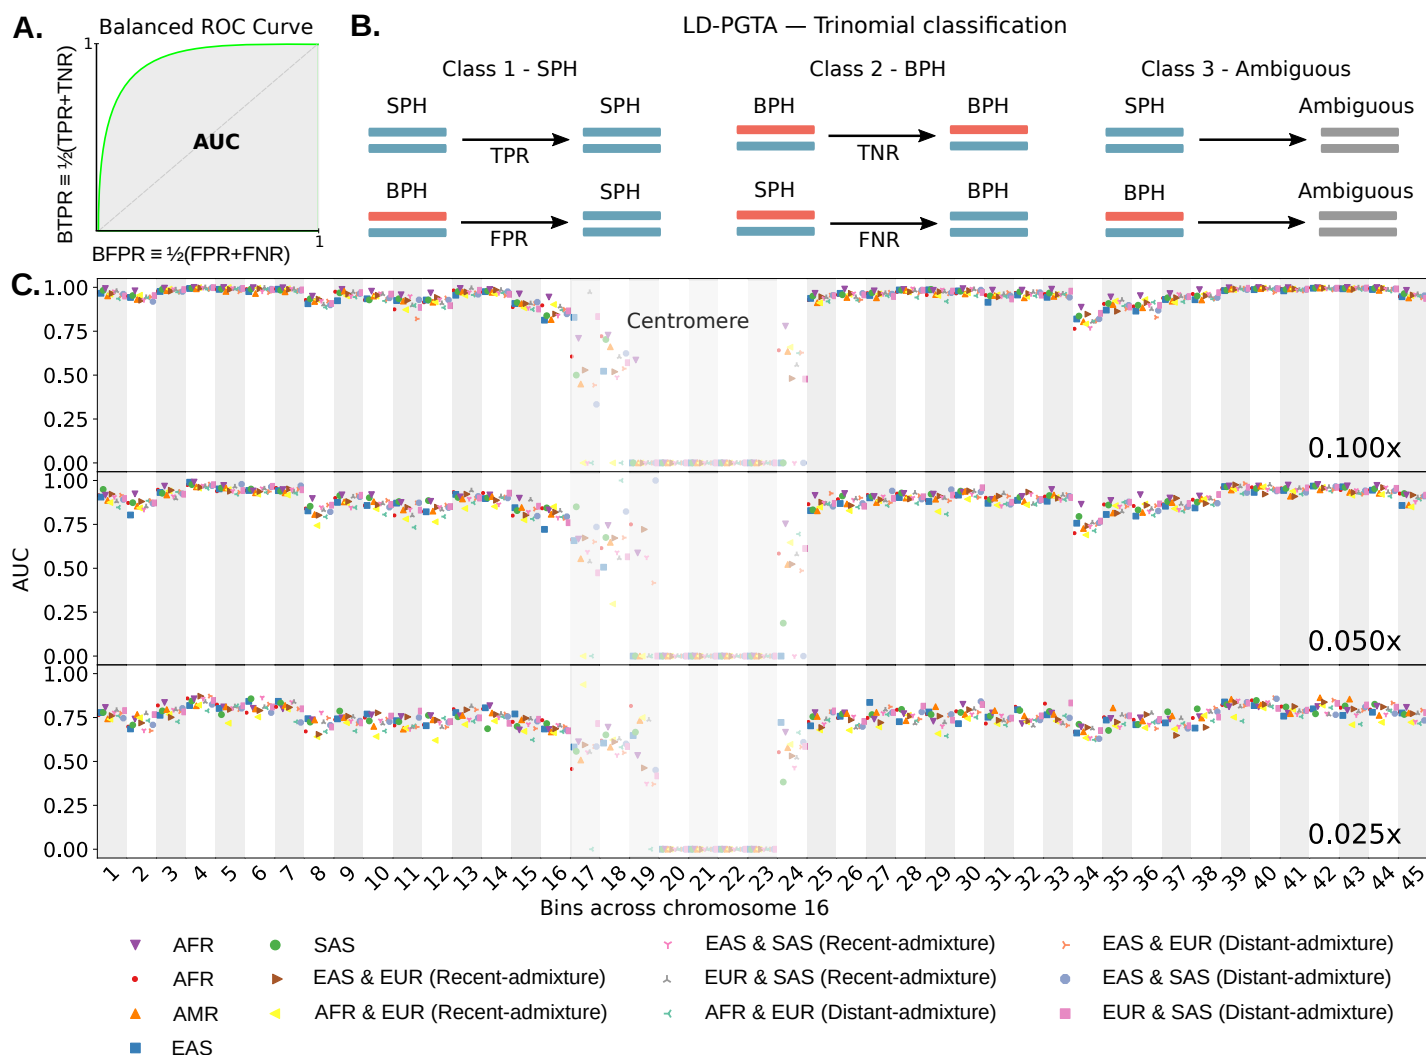 A.
Balanced ROC Curve
1
AUC
BTPR ≡ ½(TPR+TNR)
1
BFPR ≡ ½(FPR+FNR)
B.
LD-PGTA — Trinomial classification
Class 1 - SPH
Class 2 - BPH
Class 3 - Ambiguous
SPH
SPH
BPH
BPH
SPH
Ambiguous
TPR
TNR
BPH
SPH
SPH
BPH
BPH
Ambiguous
FPR
FNR
C.
1.00
0.75
0.50
0.25
0.00
Centromere
0.100x
1.00
0.75
0.50
0.25
0.00
AUC
0.050x
1.00
0.75
0.50
0.25
0.00
0.025x
1 2 3 4 5 6 7 8 9 10 11 12 13 14 15 16 17 18 19 20 21 22 23 24 25 26 27 28 29 30 31 32 33 34 35 36 37 38 39 40 41 42 43 44 45
Bins across chromosome 16
AFR
SAS
EAS & SAS (Recent-admixture)
EAS & EUR (Distant-admixture)
AFR
EAS & EUR (Recent-admixture)
EUR & SAS (Recent-admixture)
EAS & SAS (Distant-admixture)
AMR
AFR & EUR (Recent-admixture)
AFR & EUR (Distant-admixture)
EUR & SAS (Distant-admixture)
EAS